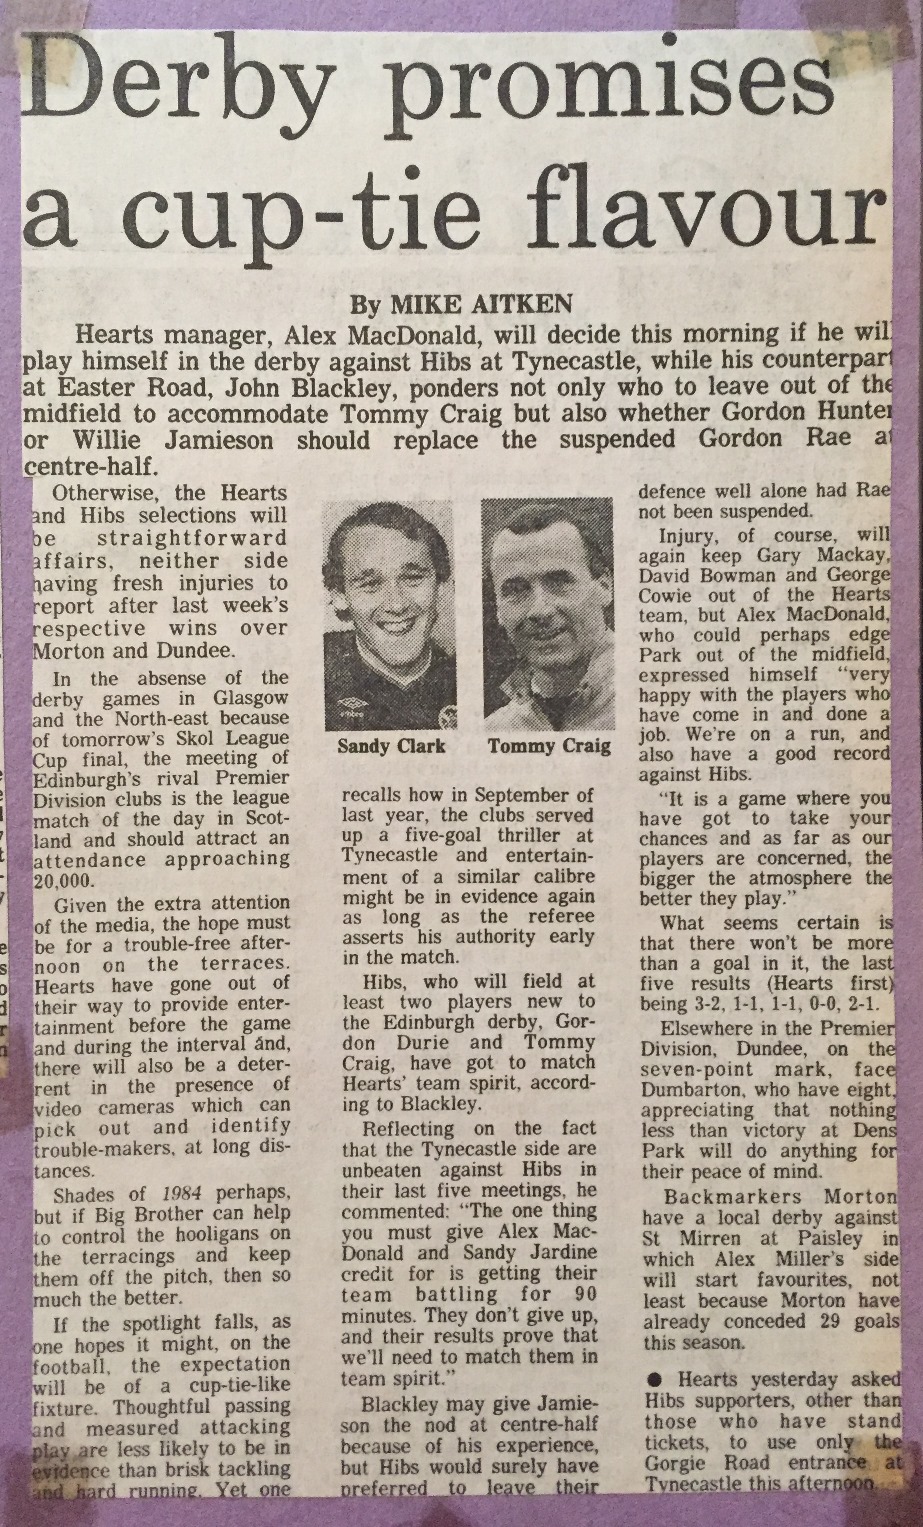 Derby promises
a cup-tie flavour
By MIKE AITKEN
Hearts manager, Alex MacDonald, will decide this morning if he wil
play himself in the derby against Hibs at Tynecastle, while his counterpart
at Easter Road, John Blackley, ponders not only who to leave out of the
midfield to accommodate Tommy Craig but also whether Gordon Hunter
or Willie Jamieson should replace the suspended Gordon Rae at
centre-half.
Otherwise, the Hearts
and Hibs selections will
be straightforward
affairs, neither side
having fresh injuries to
report after last week's
respective wins over
Morton and Dundee.
In the absense of the
derby games in Glasgow
and the North-east because
of tomorrow's Skol League
Cup final, the meeting of
Edinburgh's rival Premier
Division clubs is the league
match of the day in Scot-
land and should attract an
attendance approaching
20,000.
Given the extra attention
of the media, the hope must
be for a trouble-free after-
noon on the terraces.
Hearts have gone out of
their way to provide enter-
tainment before the game
and during the interval and,
there will also be a deter-
rent in the presence of
video cameras which can
pick out and identify
trouble-makers, at long dis-
tances.
Shades of 1984 perhaps,
but if Big Brother can help
to control the hooligans on
the terracings and keep
them off the pitch, then so
much the better.
If the spotlight falls, as
one hopes it might, on the
football, the expectation
will be of a cup-tie-like
fixture. Thoughtful passing
and measured attacking
play are less likely to be in
evidence than brisk tackling
and hard running. Yet one
umbro
Sandy Clark
Tommy Craig
recalls how in September of
last year, the clubs served
up a five-goal thriller at
Tynecastle and entertain-
ment of a similar calibre
might be in evidence again
as long as the referee
asserts his authority early
in the match.
Hibs, who will field at
least two players new to
the Edinburgh derby, Gor-
don Durie and Tommy
Craig, have got to match
Hearts' team spirit, accord-
ing to Blackley.
Reflecting on the fact
that the Tynecastle side are
unbeaten against Hibs in
their last five meetings, he
commented: "The one thing
you must give Alex Mac-
Donald and Sandy Jardine
credit for is getting their
team battling for 90
minutes. They don't give up,
and their results prove that
we'll need to match them in
team spirit."
Blackley may give Jamie-
son the nod at centre-half
because of his experience,
but Hibs would surely have
preferred to leave their
defence well alone had Rae
not been suspended.
Injury, of course, will
again keep Gary Mackay,
David Bowman and George
Cowie out of the Hearts
team, but Alex MacDonald,
who could perhaps edge
Park out of the midfield,
expressed himself "very
happy with the players who
have come in and done a
job. We're on a run, and
also have a good record
against Hibs.
"It is a game where you
have got to take your
chances and as far as our
players are concerned, the
bigger the atmosphere the
better they play."
What seems certain is
that there won't be more
than a goal in it, the last
five results (Hearts first)
being 3-2, 1-1, 1-1, 0-0, 2-1.
Elsewhere in the Premier
Division, Dundee, on the
seven-point mark, face
Dumbarton, who have eight,
appreciating that nothing
less than victory at Dens
Park will do anything for
their peace of mind.
Backmarkers Morton
have a local derby against
St Mirren at Paisley in
which Alex Miller's side
will start favourites, not
least because Morton have
already conceded 29 goals
this season.
● Hearts yesterday asked
Hibs supporters, other than
those who have stand
tickets, to use only the
Gorgie Road entrance at
Tynecastle this afternoon.